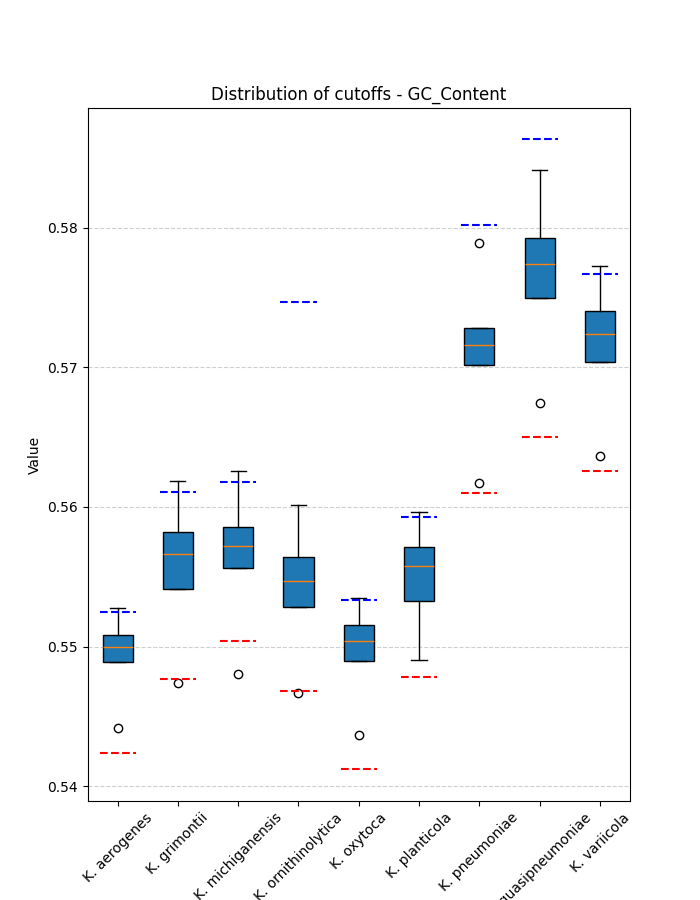 Distribution of cutoffs - GC_Content
Value
0.58
0.57
0.56
0.55
0.54
K. aerogenes
K. grimontii
K. michiganensis
K. ornithinolytica
K. oxytoca
K. planticola
K. pneumoniae
quasipneumoniae
K. variicola